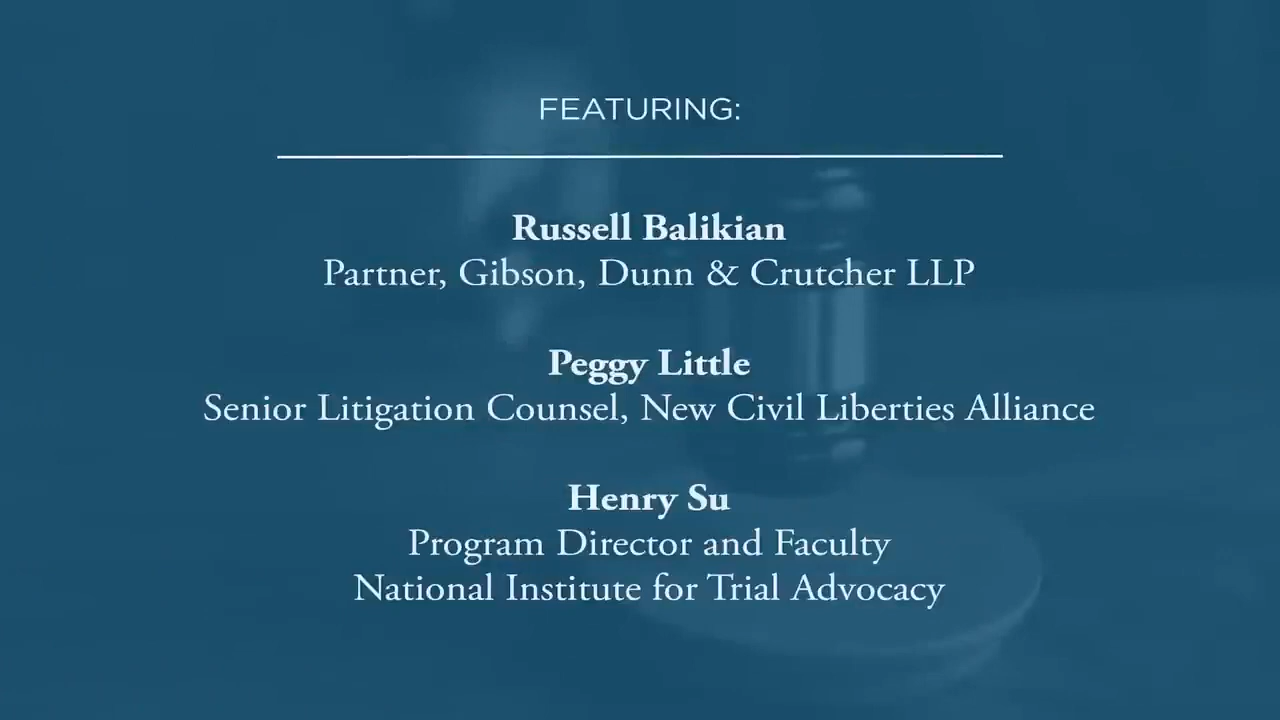 FEATURING:
Russell Balikian
Partner, Gibson, Dunn & Crutcher LLP
Peggy Little
Senior Litigation Counsel, New Civil Liberties Alliance
Henry Su
Program Director and Faculty
National Institute for Trial Advocacy